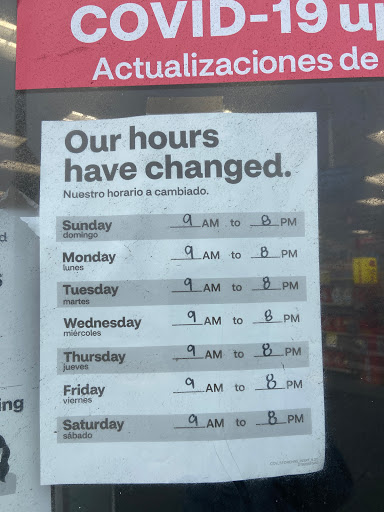 COVID-19 up
Actualizaciones de
Our hours
have changed.
Nuestro horario a cambiado.
Sunday 9 AM to 8 PM
domingo
Monday 9 AM to 8 PM
lunes
Tuesday 9 AM to 8 PM
martes
Wednesday 9 AM to 8 PM
miércoles
Thursday 9 AM to 8 PM
jueves
Friday 9 AM to 8 PM
viernes
Saturday 9 AM to 8 PM
sábado
ing